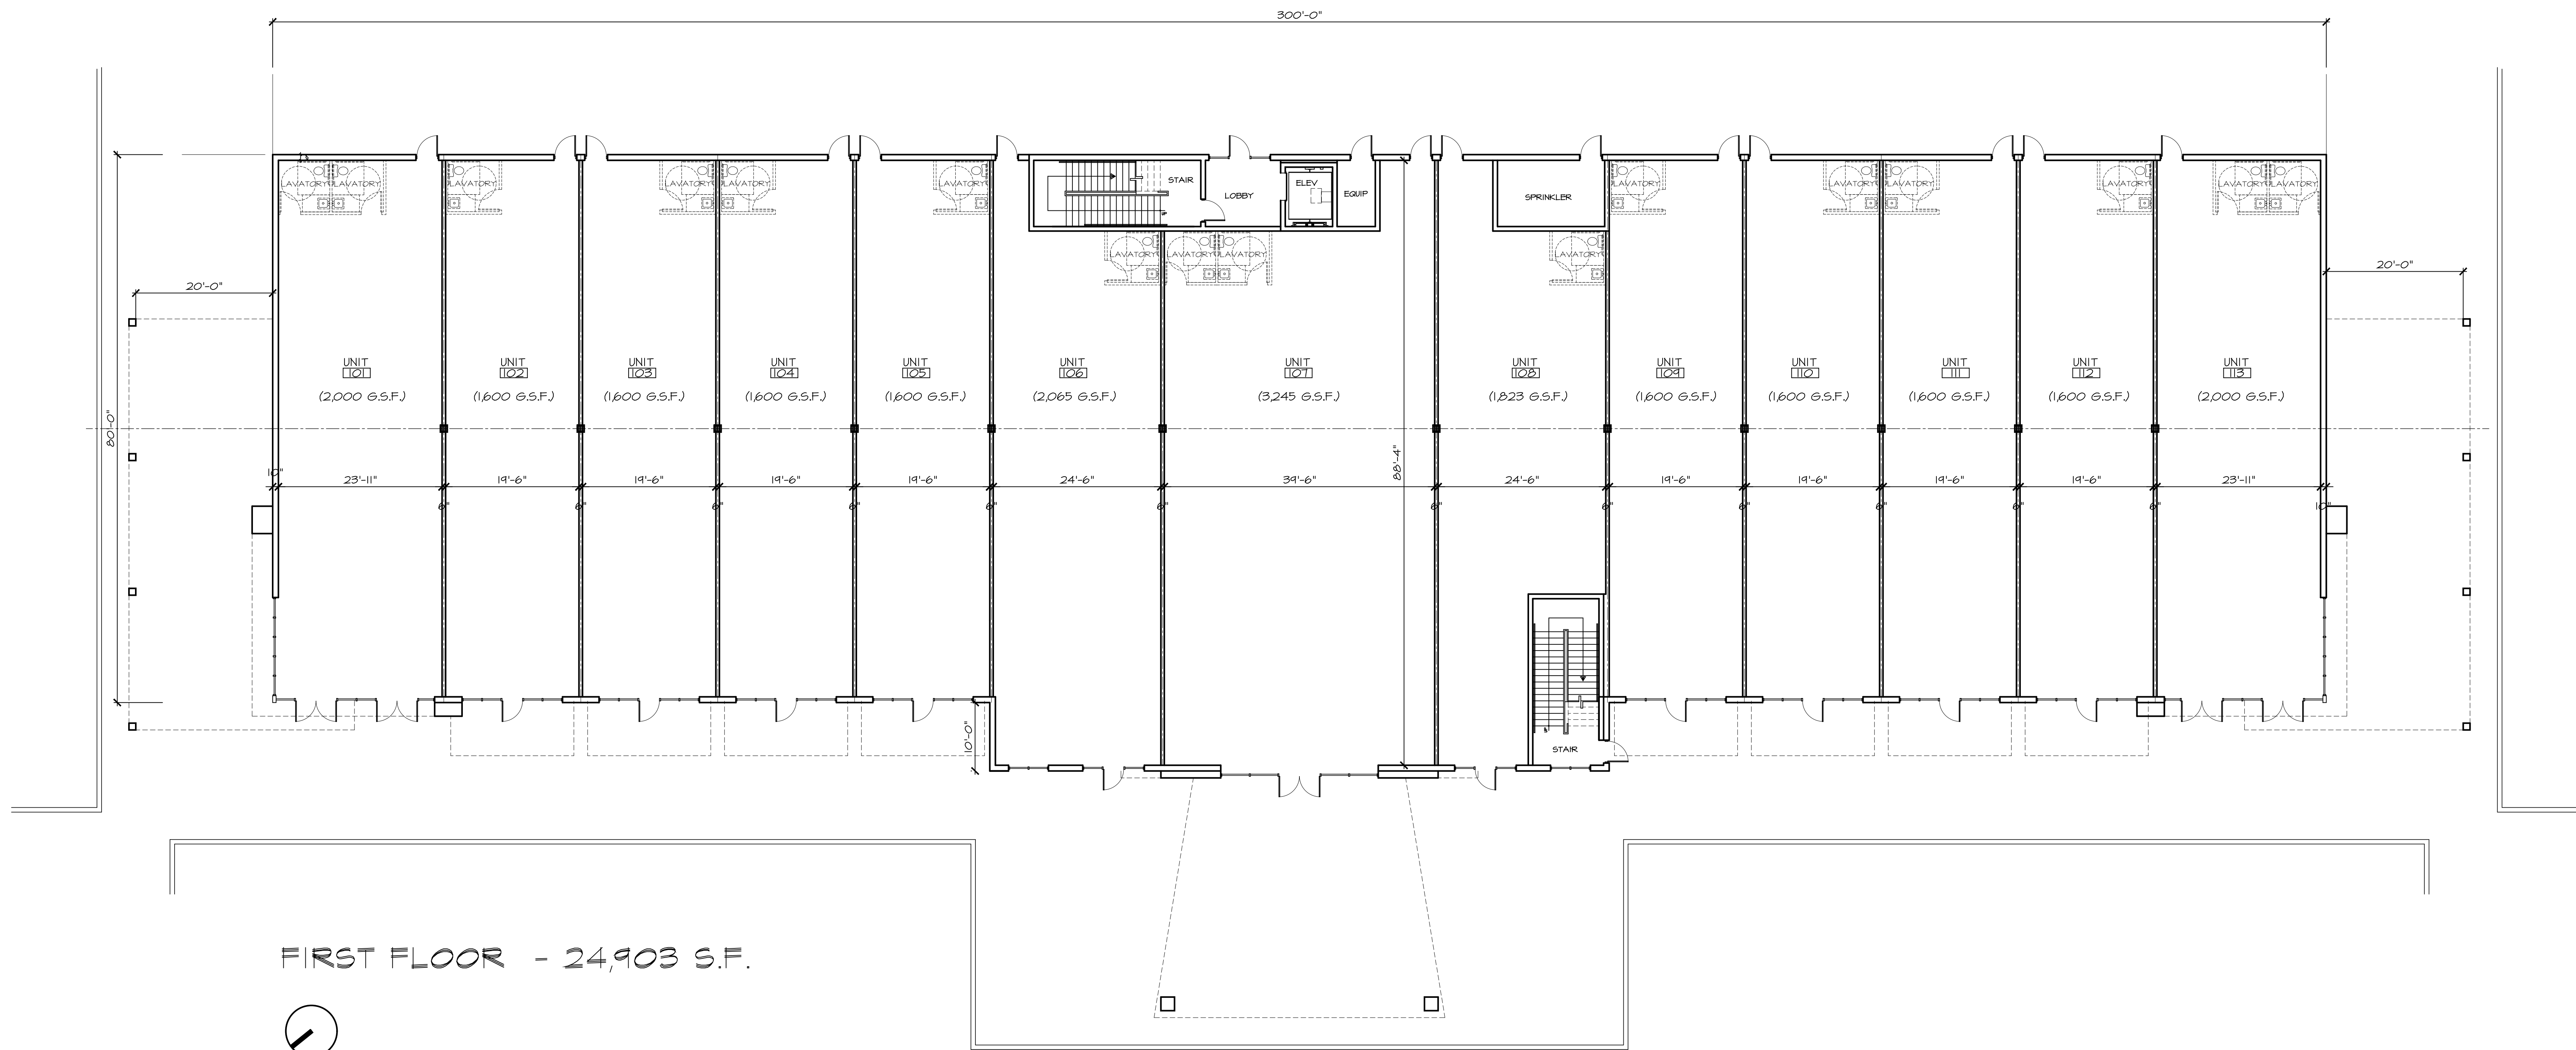 300'-0"
LAVATORY LAVATORY LAVATORY LAVATORY LAVATORY LAVATORY STAIR LOBBY ELEV EQUIP SPRINKLER LAVATORY LAVATORY LAVATORY LAVATORY LAVATORY LAVATORY
LAVATORY LAVATORY LAVATORY LAVATORY
20'-0" 20'-0"
UNIT UNIT UNIT UNIT UNIT UNIT UNIT UNIT UNIT UNIT UNIT UNIT UNIT
101 102 103 104 105 106 107 108 109 110 111 112 113
(2,000 G.S.F.) (1,600 G.S.F.) (1,600 G.S.F.) (1,600 G.S.F.) (1,600 G.S.F.) (2,065 G.S.F.) (3,245 G.S.F.) (1,823 G.S.F.) (1,600 G.S.F.) (1,600 G.S.F.) (1,600 G.S.F.) (1,600 G.S.F.) (2,000 G.S.F.)
80'-0"
88'-4"
10" 23'-11" 19'-6" 19'-6" 19'-6" 19'-6" 24'-6" 39'-6" 24'-6" 19'-6" 19'-6" 19'-6" 19'-6" 23'-11"
6" 6" 6" 6" 6" 6" 6" 6" 6" 6" 6" 6" 10"
10'-0"
STAIR
FIRST FLOOR - 24,903 S.F.